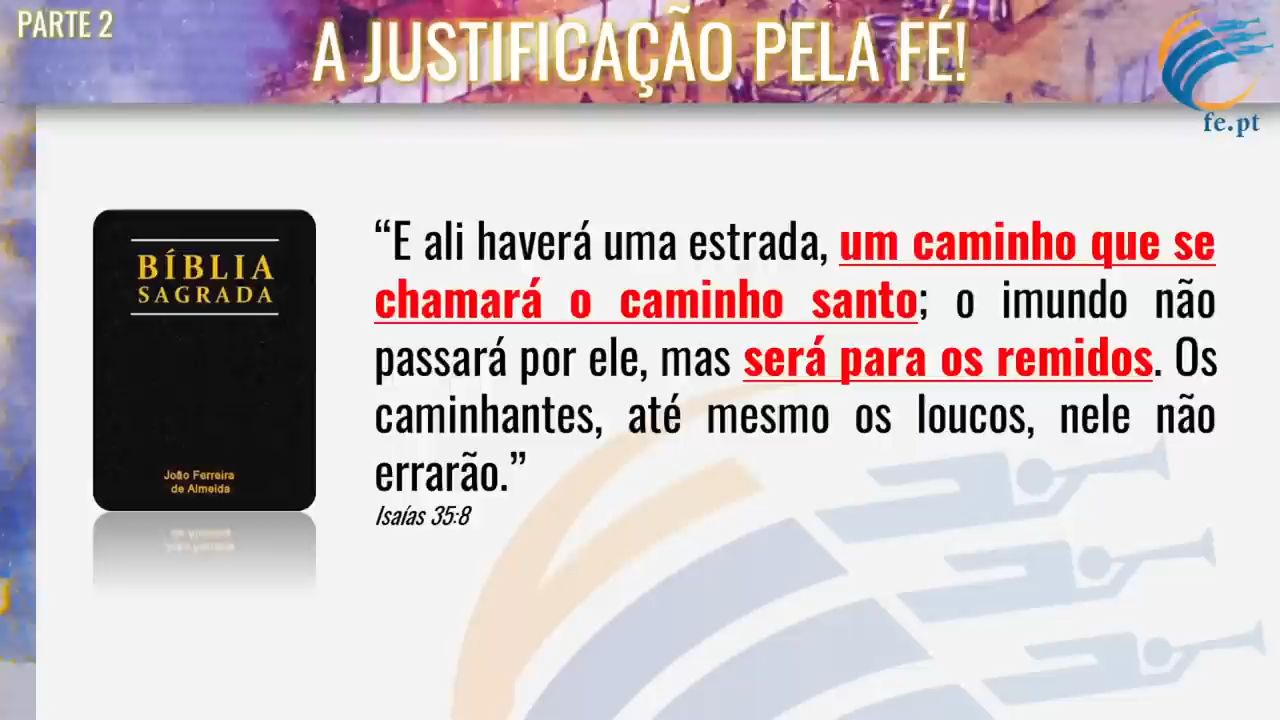 PARTE 2
A JUSTIFICAÇÃO PELA FÉ!
fe.pt
BÍBLIA
SAGRADA
João Ferreira
de Almeida
“E ali haverá uma estrada, um caminho que se
chamará o caminho santo; o imundo não
passará por ele, mas será para os remidos. Os
caminhantes, até mesmo os loucos, nele não
errarão.”
Isaías 35:8